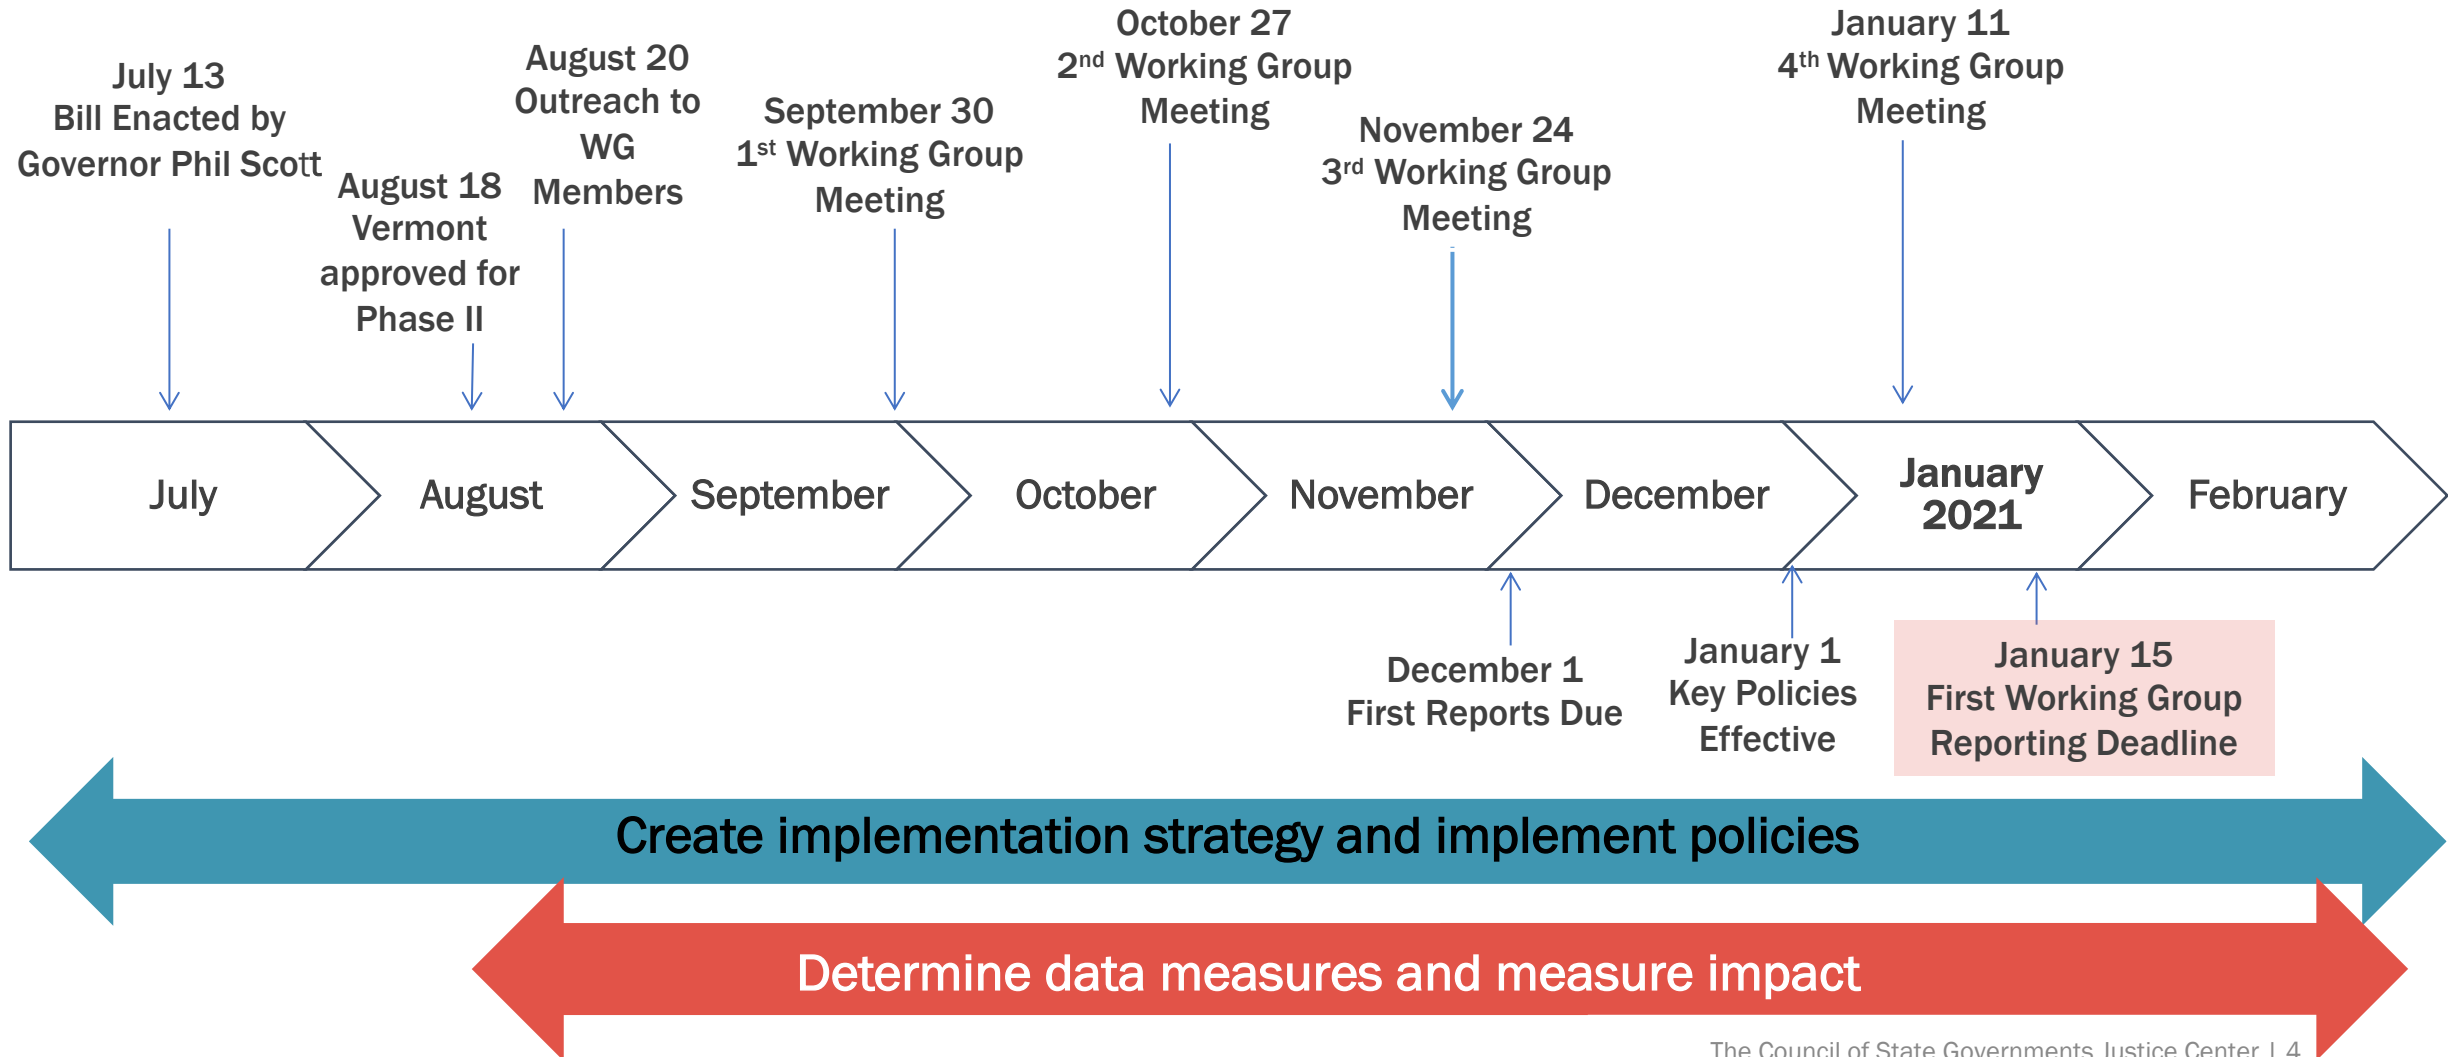 July 13
Bill Enacted by
Governor Phil Scott
August 18
Vermont
approved for
Phase II
August 20
Outreach to
WG
Members
September 30
1st Working Group
Meeting
October 27
2nd Working Group
Meeting
November 24
3rd Working Group
Meeting
January 11
4th Working Group
Meeting
July
August
September
October
November
December
January
2021
February
December 1
First Reports Due
January 1
Key Policies
Effective
January 15
First Working Group
Reporting Deadline
Create implementation strategy and implement policies
Determine data measures and measure impact
The Council of State Governments Justice Center | 4